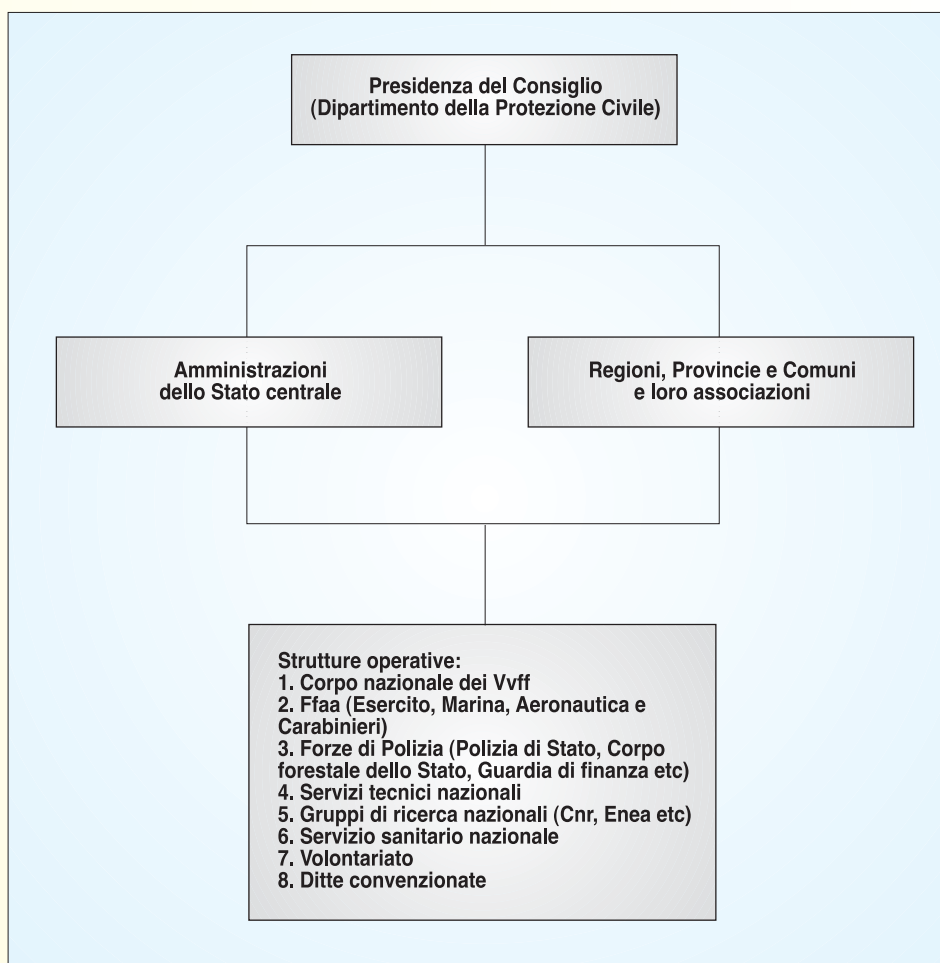 Presidenza del Consiglio
(Dipartimento della Protezione Civile)
Amministrazioni
dello Stato centrale
Regioni, Provincie e Comuni
e loro associazioni
Strutture operative:
1. Corpo nazionale dei Vvff
2. Ffaa (Esercito, Marina, Aeronautica e
Carabinieri)
3. Forze di Polizia (Polizia di Stato, Corpo
forestale dello Stato, Guardia di finanza etc)
4. Servizi tecnici nazionali
5. Gruppi di ricerca nazionali (Cnr, Enea etc)
6. Servizio sanitario nazionale
7. Volontariato
8. Ditte convenzionate